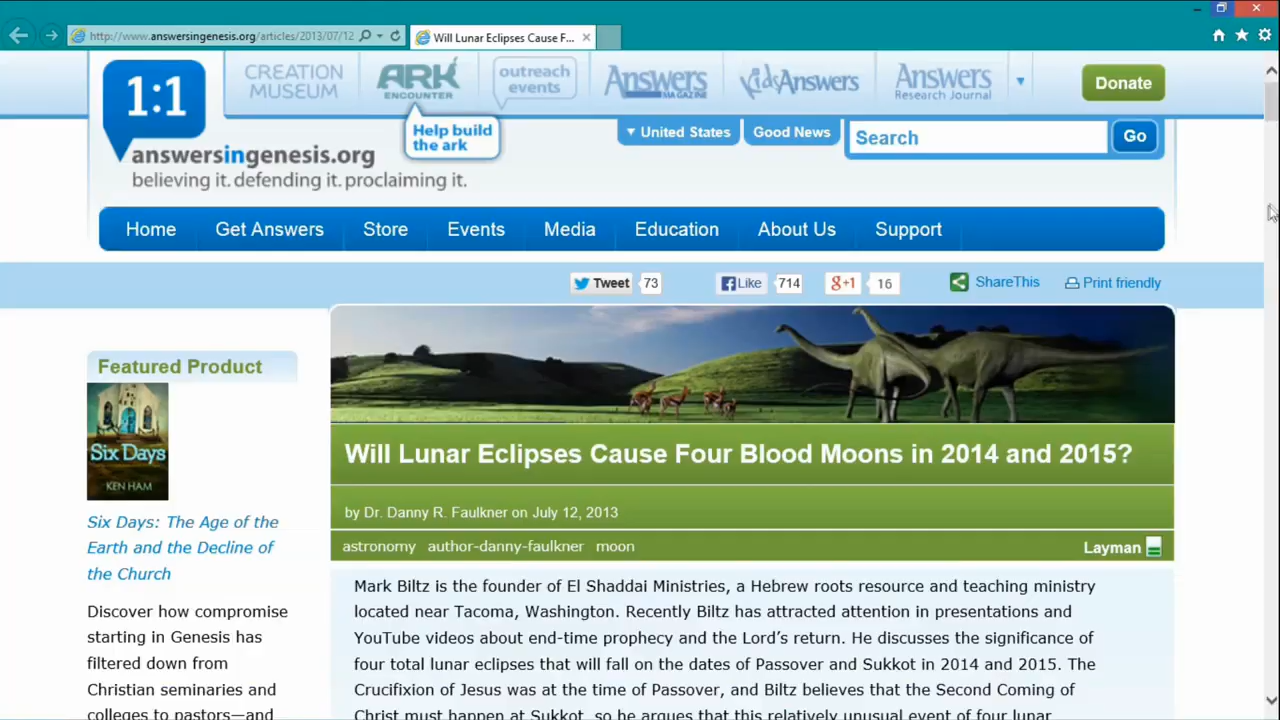 http://www.answersingenesis.org/articles/2013/07/12
Will Lunar Eclipses Cause F...
1:1
CREATION
MUSEUM
ARK
ENCOUNTER
outreach
events
Answers
MAGAZINE
KidsAnswers
Answers
Research Journal
Donate
Help build
the ark
United States
Good News
Search
Go
answersingenesis.org
believing it. defending it. proclaiming it.
Home
Get Answers
Store
Events
Media
Education
About Us
Support
Tweet
73
Like
714
g+1
16
ShareThis
Print friendly
Featured Product
Six Days
KEN HAM
Six Days: The Age of the
Earth and the Decline of
the Church
Discover how compromise
starting in Genesis has
filtered down from
Christian seminaries and
colleges to pastors—and
Will Lunar Eclipses Cause Four Blood Moons in 2014 and 2015?
by Dr. Danny R. Faulkner on July 12, 2013
astronomy author-danny-faulkner moon
Layman
Mark Biltz is the founder of El Shaddai Ministries, a Hebrew roots resource and teaching ministry
located near Tacoma, Washington. Recently Biltz has attracted attention in presentations and
YouTube videos about end-time prophecy and the Lord's return. He discusses the significance of
four total lunar eclipses that will fall on the dates of Passover and Sukkot in 2014 and 2015. The
Crucifixion of Jesus was at the time of Passover, and Biltz believes that the Second Coming of
Christ must happen at Sukkot, so he argues that this relatively unusual event of four lunar